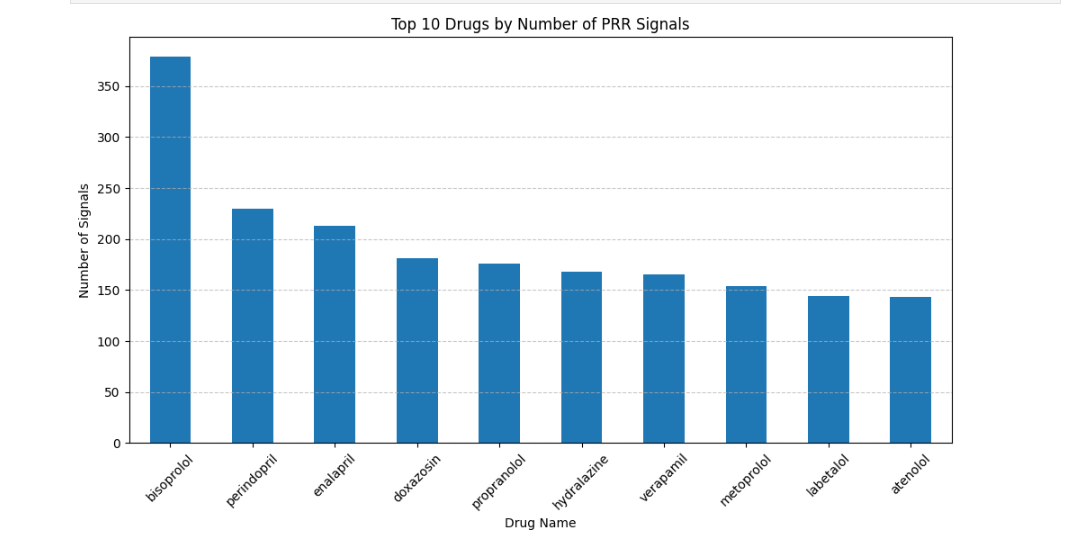 Top 10 Drugs by Number of PRR Signals
Number of Signals
350
300
250
200
150
100
50
0
bisoprolol
perindopril
enalapril
doxazosin
propranolol
hydralazine
verapamil
metoprolol
labetalol
atenolol
Drug Name